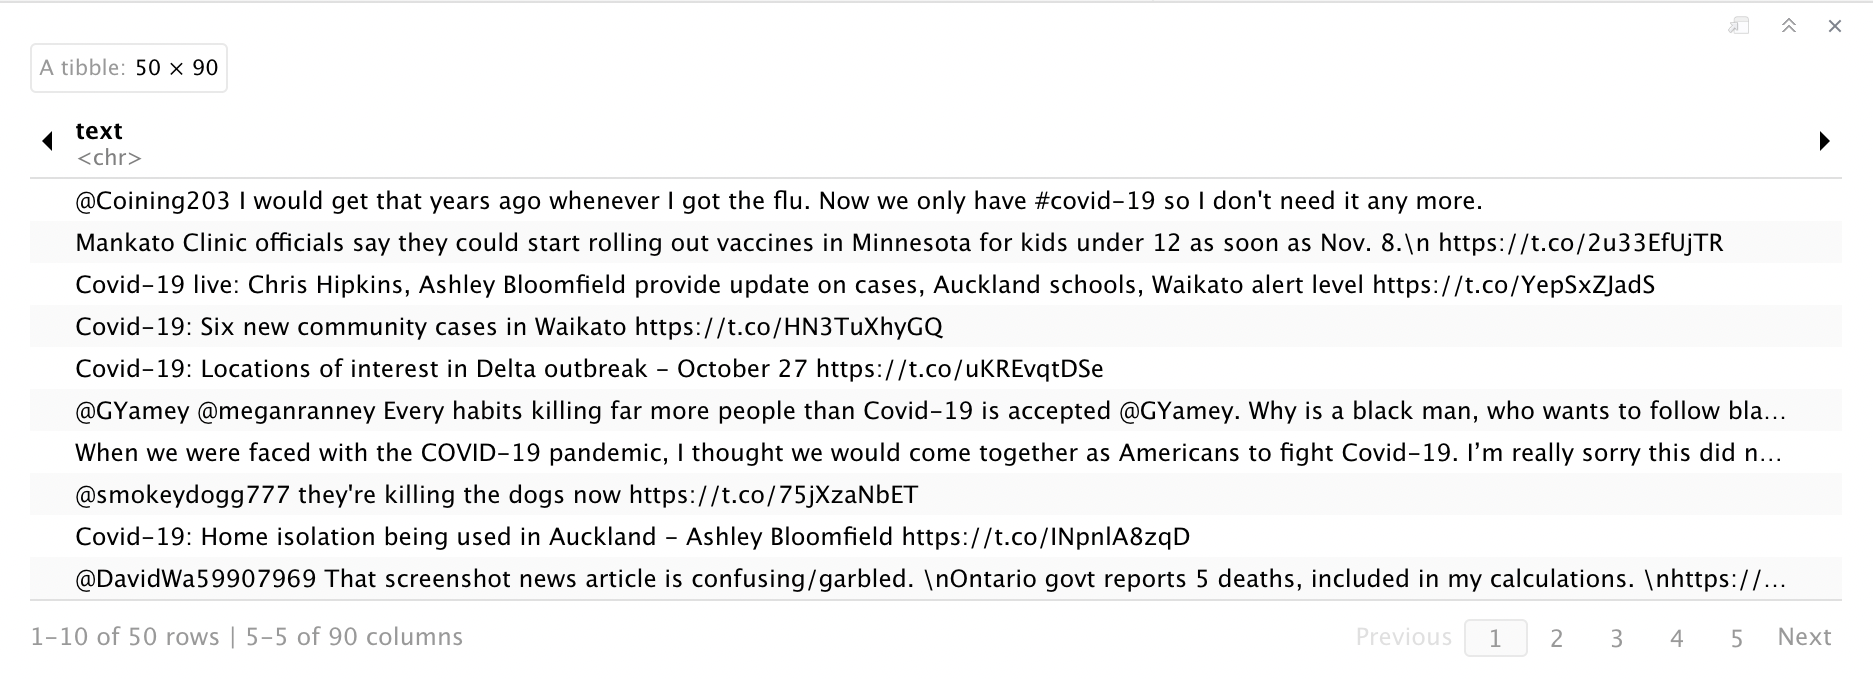 A tibble: 50 × 90
text
<chr>
@Coining203 I would get that years ago whenever I got the flu. Now we only have #covid-19 so I don't need it any more.
Mankato Clinic officials say they could start rolling out vaccines in Minnesota for kids under 12 as soon as Nov. 8.\n https://t.co/2u33EfUjTR
Covid-19 live: Chris Hipkins, Ashley Bloomfield provide update on cases, Auckland schools, Waikato alert level https://t.co/YepSxZJadS
Covid-19: Six new community cases in Waikato https://t.co/HN3TuXhyGQ
Covid-19: Locations of interest in Delta outbreak - October 27 https://t.co/uKREvqtDSe
@GYamey @meganranney Every habits killing far more people than Covid-19 is accepted @GYamey. Why is a black man, who wants to follow bla...
When we were faced with the COVID-19 pandemic, I thought we would come together as Americans to fight Covid-19. I’m really sorry this did n...
@smokeydogg777 they're killing the dogs now https://t.co/75jXzaNbET
Covid-19: Home isolation being used in Auckland - Ashley Bloomfield https://t.co/INpnlA8zqD
@DavidWa59907969 That screenshot news article is confusing/garbled. \nOntario govt reports 5 deaths, included in my calculations. \nhttps://...
1-10 of 50 rows | 5-5 of 90 columns
Previous 1 2 3 4 5 Next